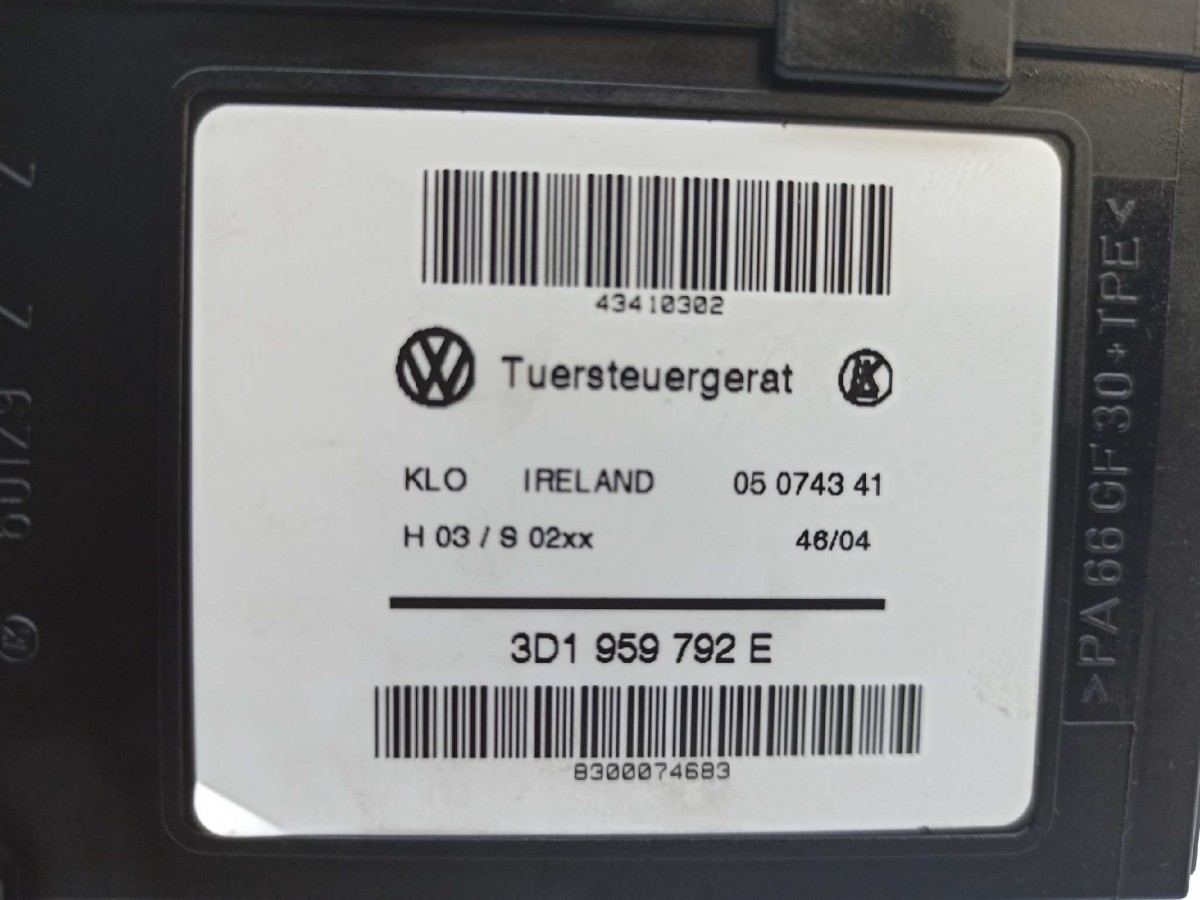 43410302
Tuersteuergerat
KLO IRELAND 05 0743 41
H 03 / S 02xx 46/04
3D1 959 792 E
8300074683
>PA 66 GF 30+TPE<